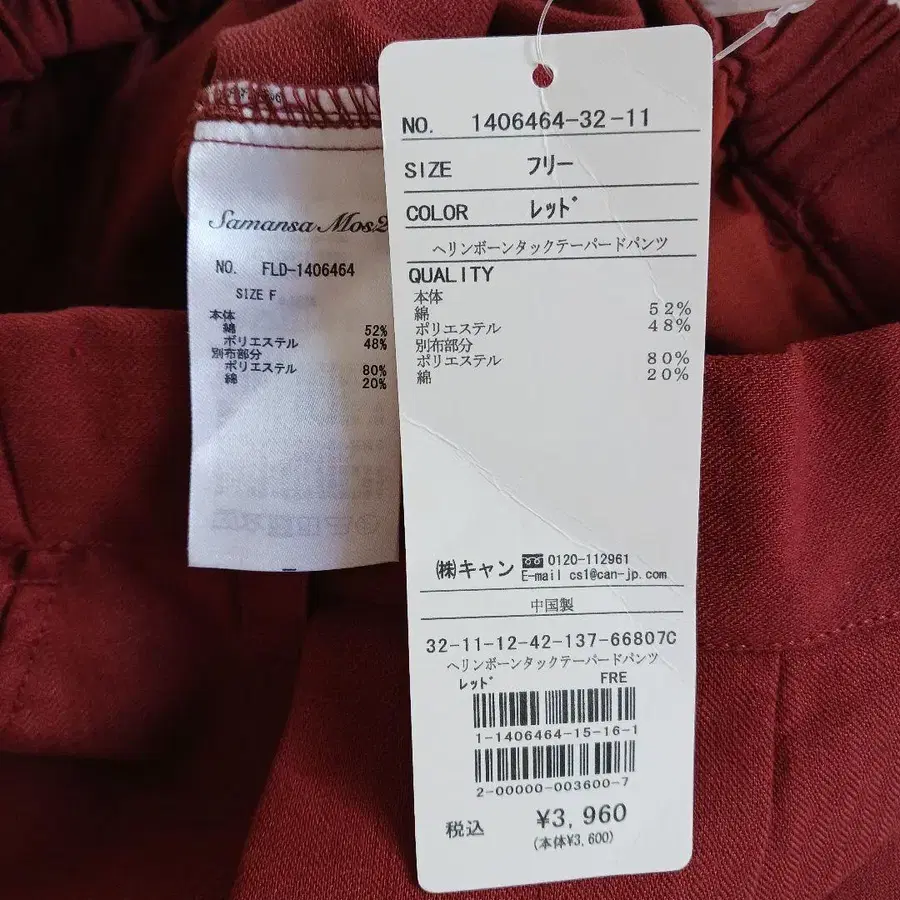 Samansa Mos2
NO. FLD-1406464
SIZE F
本体
綿 52%
ポリエステル 48%
別布部分
ポリエステル 80%
綿 20%
NO. 1406464-32-11
SIZE フリー
COLOR レッド
ヘリンボーンタックテーパードパンツ
QUALITY
本体
綿 52%
ポリエステル 48%
別布部分
ポリエステル 80%
綿 20%
㈱キャン 0120-112961
E-mail cs1@can-jp.com
中国製
32-11-12-42-137-66807C
ヘリンボーンタックテーパードパンツ
レッド FRE
1-1406464-15-16-1
2-00000-003600-7
税込 ¥3,960
(本体¥3,600)